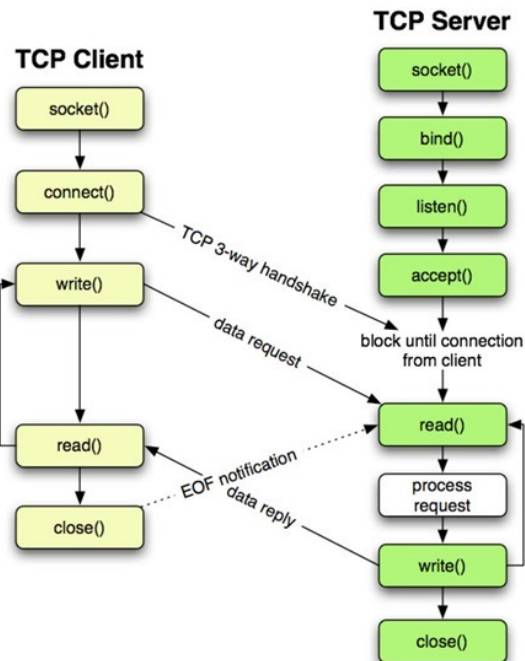 TCP Client
socket()
connect()
write()
read()
close()
TCP 3-way handshake
data request
EOF notification
data reply
TCP Server
socket()
bind()
listen()
accept()
block until connection
from client
read()
process
request
write()
close()